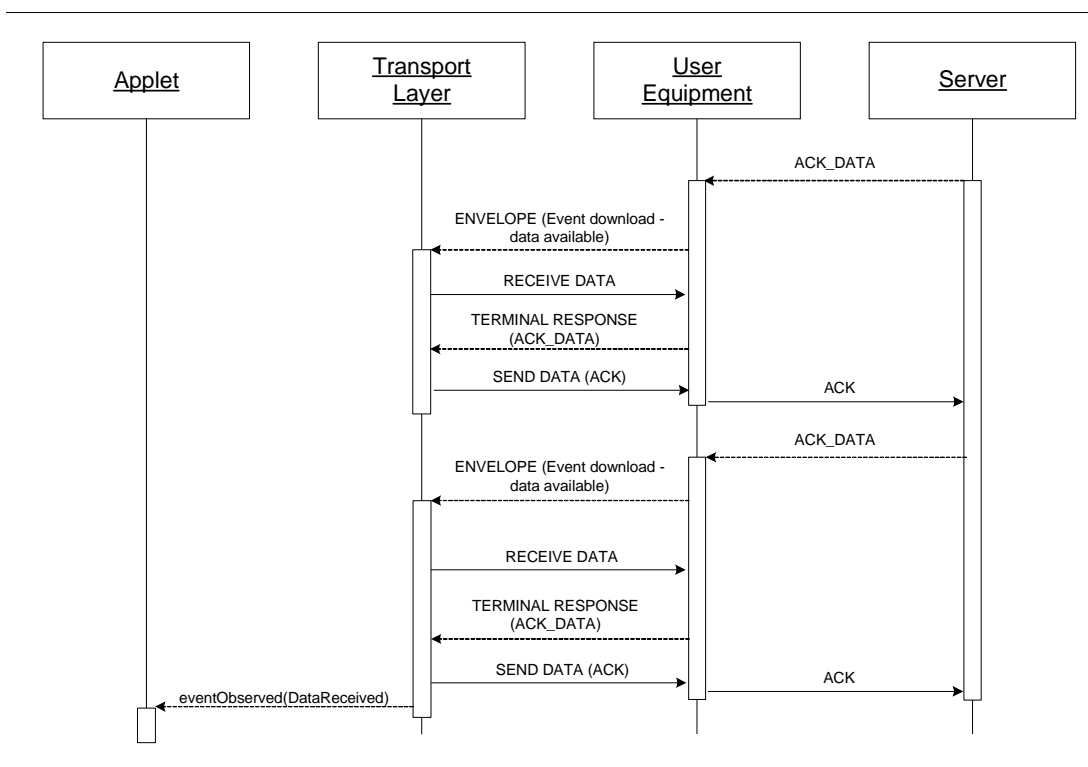 Applet
Transport
Layer
User
Equipment
Server
ACK_DATA
ENVELOPE (Event download -
data available)
RECEIVE DATA
TERMINAL RESPONSE
(ACK_DATA)
SEND DATA (ACK)
ACK
ACK_DATA
ENVELOPE (Event download -
data available)
RECEIVE DATA
TERMINAL RESPONSE
(ACK_DATA)
SEND DATA (ACK)
ACK
eventObserved(DataReceived)